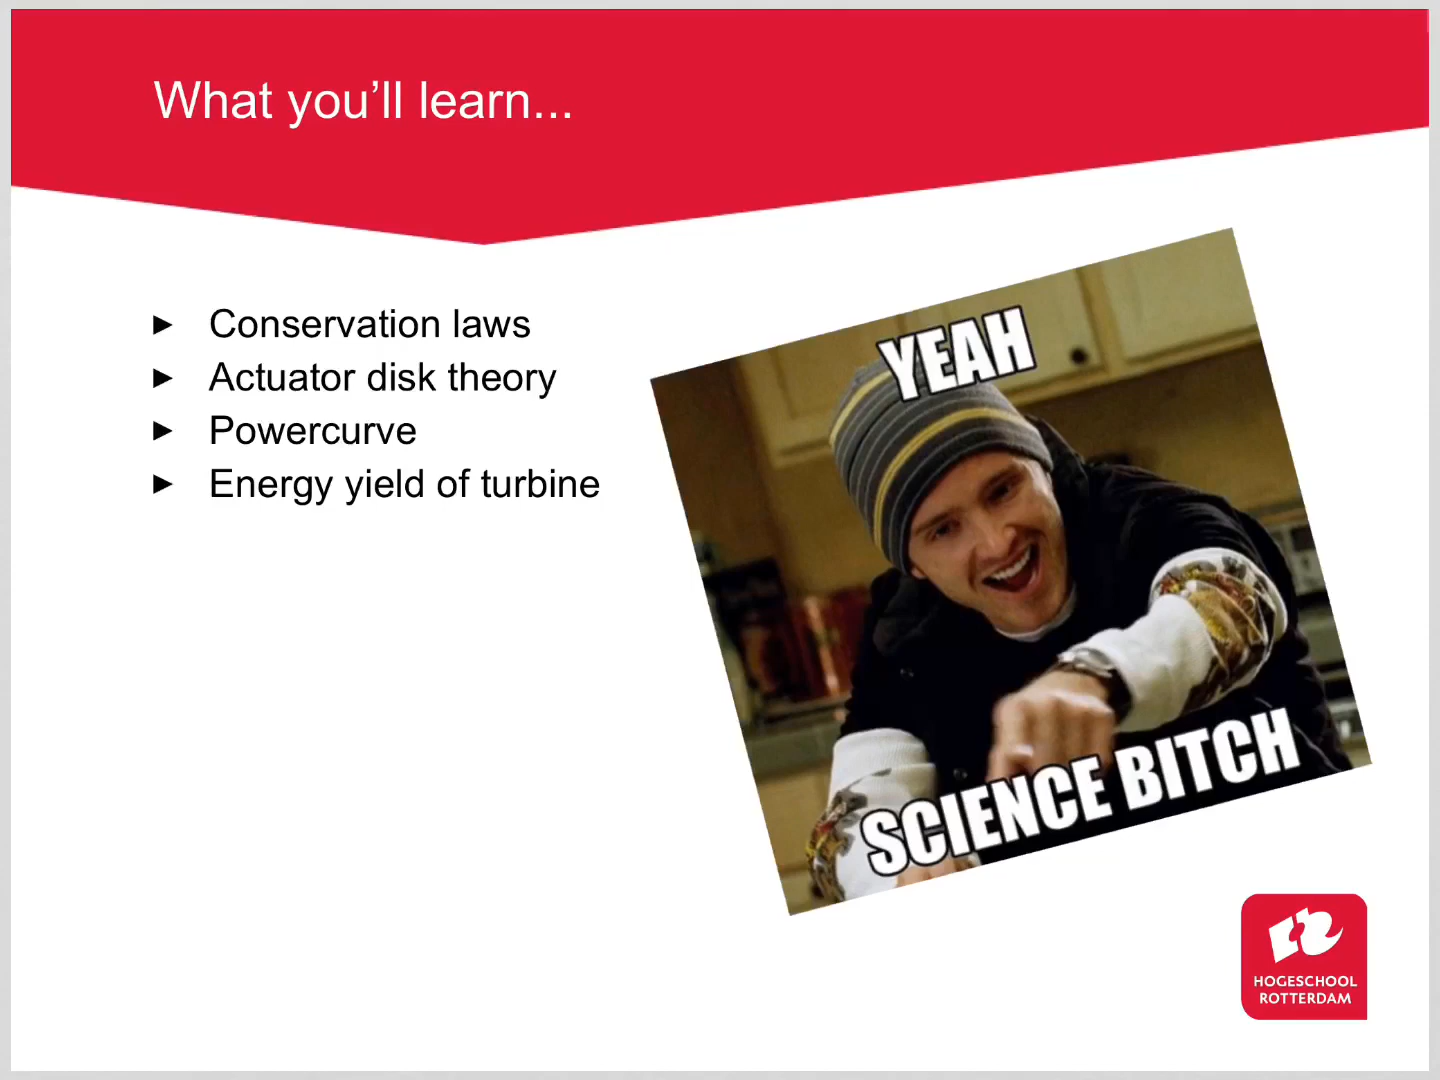 What you’ll learn...
► Conservation laws
► Actuator disk theory
► Powercurve
► Energy yield of turbine
YEAH
SCIENCE BITCH
HOGESCHOOL
ROTTERDAM